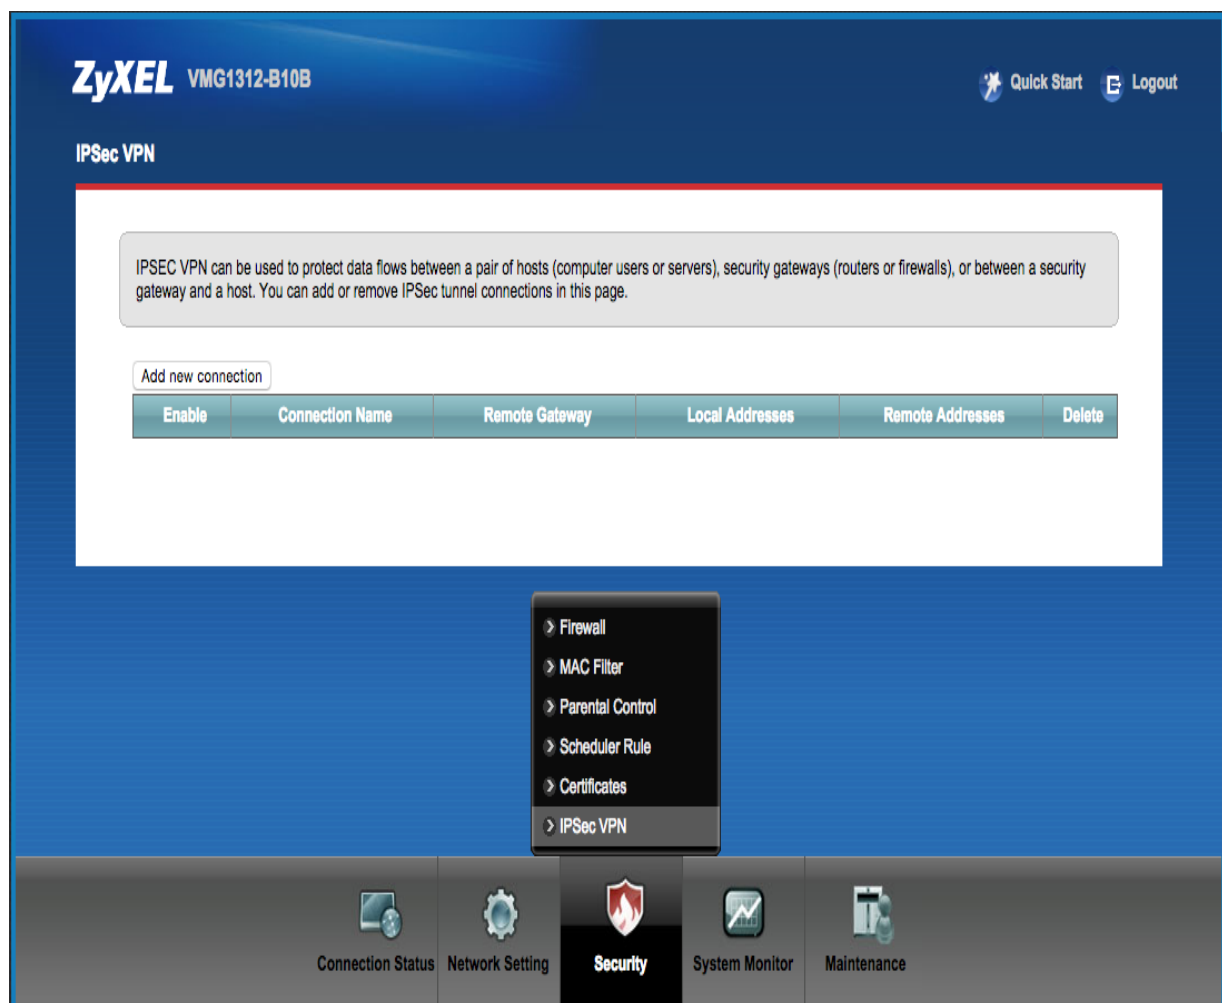 ZyXEL VMG1312-B10B
Quick Start Logout
IPSec VPN
IPSEC VPN can be used to protect data flows between a pair of hosts (computer users or servers), security gateways (routers or firewalls), or between a security
gateway and a host. You can add or remove IPSec tunnel connections in this page.
Add new connection
Enable Connection Name Remote Gateway Local Addresses Remote Addresses Delete
Firewall
MAC Filter
Parental Control
Scheduler Rule
Certificates
IPSec VPN
Connection Status Network Setting Security System Monitor Maintenance